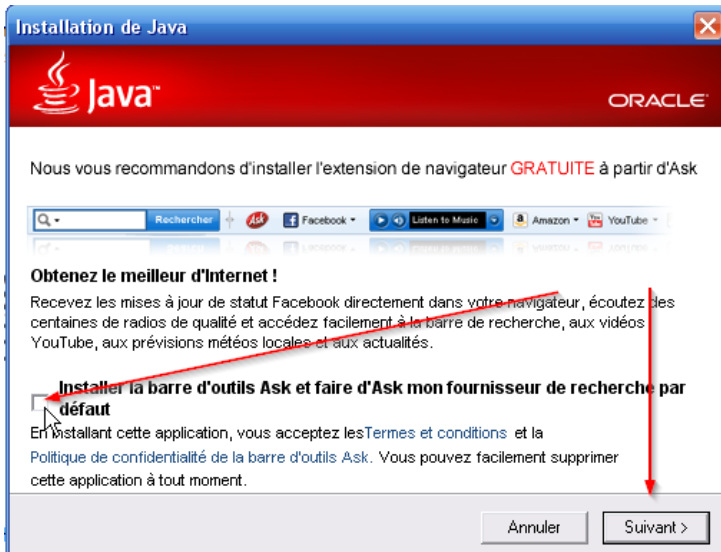 Installation de Java
Java™
ORACLE
Nous vous recommandons d'installer l'extension de navigateur GRATUITE à partir d'Ask
Rechercher Ask Facebook Listen to Music Amazon YouTube
Obtenez le meilleur d'Internet !
Recevez les mises à jour de statut Facebook directement dans votre navigateur, écoutez des
centaines de radios de qualité et accédez facilement à la barre de recherche, aux vidéos
YouTube, aux prévisions météos locales et aux actualités.
Installer la barre d'outils Ask et faire d'Ask mon fournisseur de recherche par
défaut
En installant cette application, vous acceptez lesTermes et conditions et la
Politique de confidentialité de la barre d'outils Ask. Vous pouvez facilement supprimer
cette application à tout moment.
Annuler
Suivant >